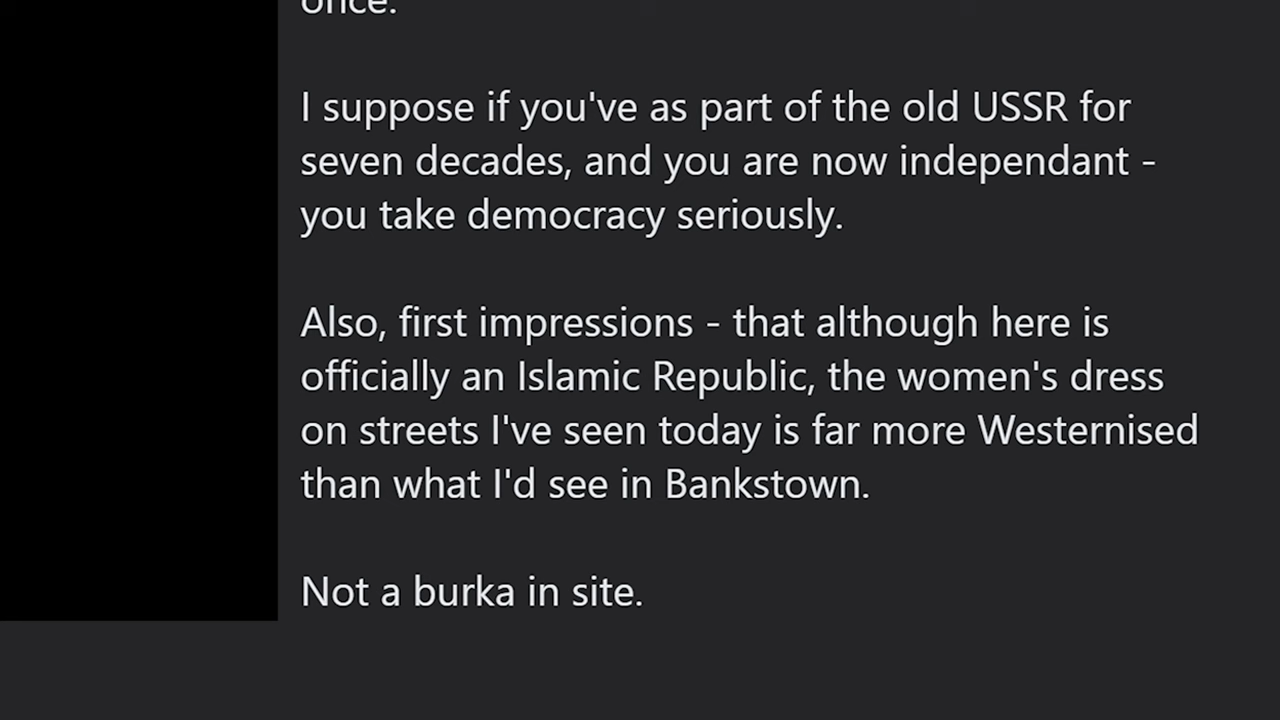 once.
I suppose if you've as part of the old USSR for
seven decades, and you are now independant -
you take democracy seriously.
Also, first impressions - that although here is
officially an Islamic Republic, the women's dress
on streets I've seen today is far more Westernised
than what I'd see in Bankstown.
Not a burka in site.